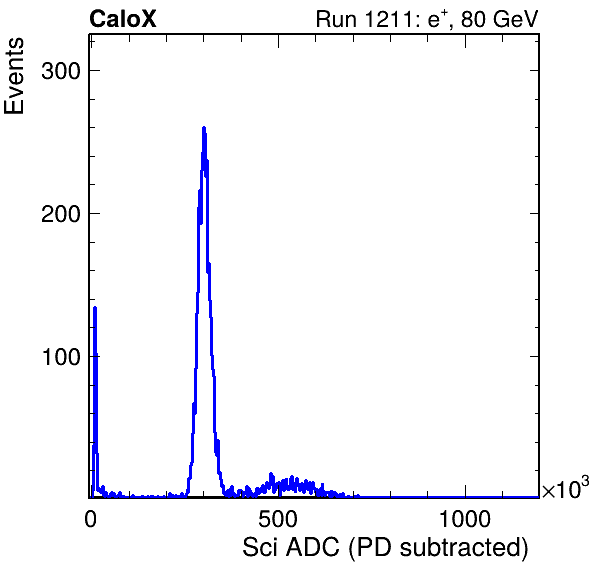 CaloX Run 1211: e⁺, 80 GeV
Events
300
200
100
0 500 1000 ×10³
Sci ADC (PD subtracted)